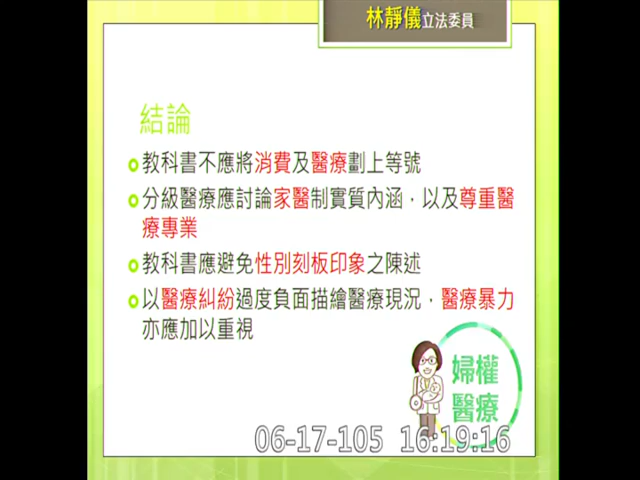 林靜儀立法委員
結論
教科書不應將消費及醫療劃上等號
分級醫療應討論家醫制實質內涵，以及尊重醫
療專業
教科書應避免性別刻板印象之陳述
以醫療糾紛過度負面描繪醫療現況，醫療暴力
亦應加以重視
婦權
醫療
06-17-105 16:19:16